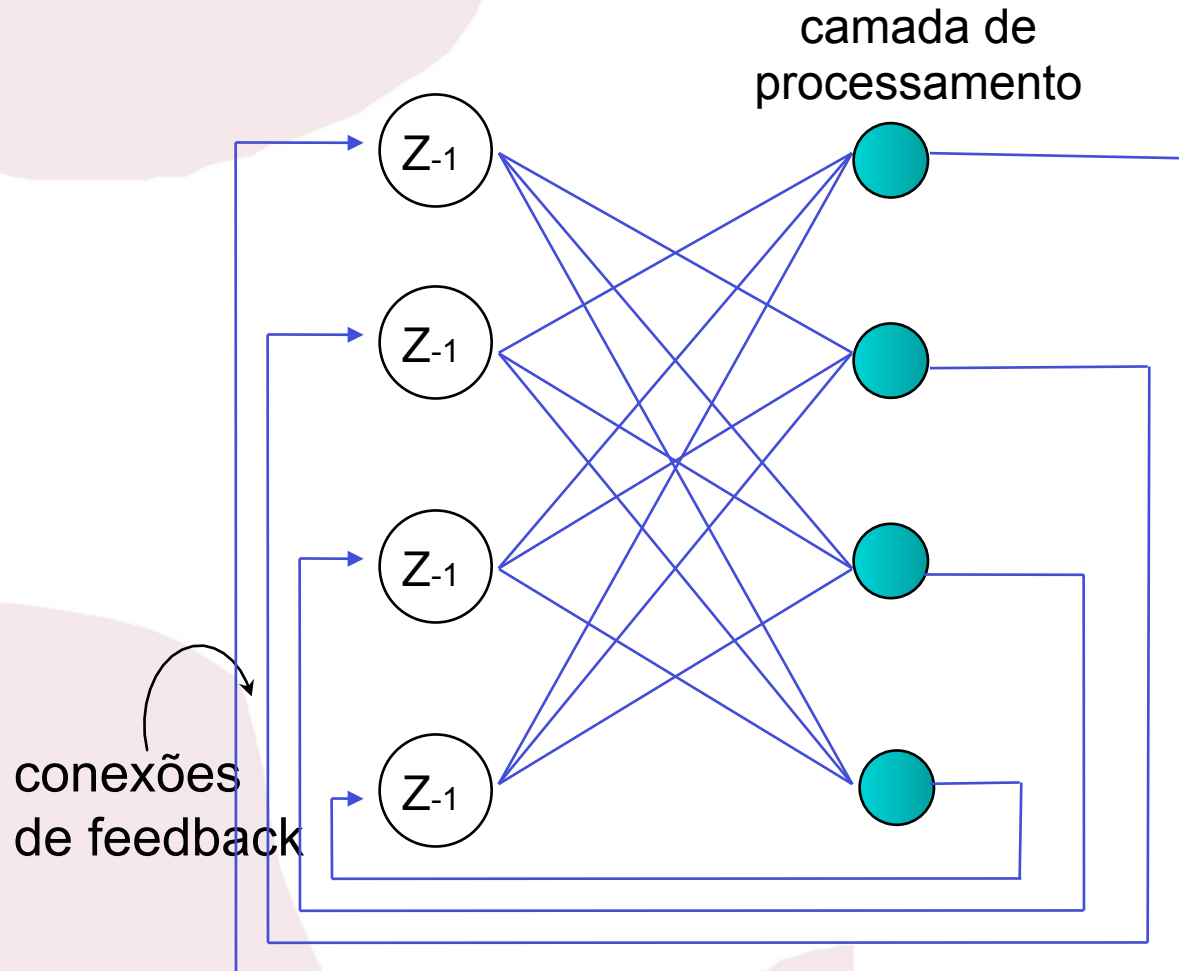 camada de
processamento
Z-1
Z-1
Z-1
Z-1
conexões
de feedback